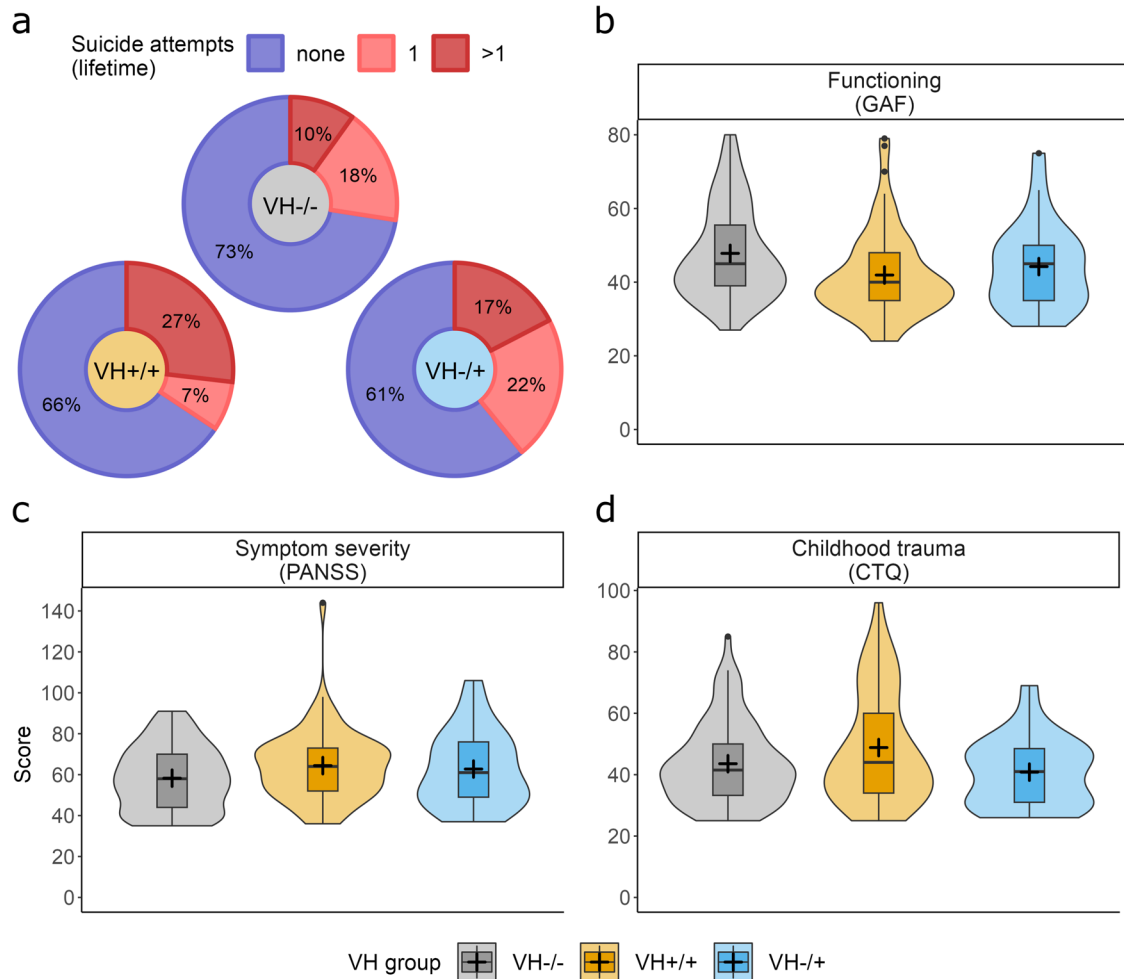 a
Suicide attempts
(lifetime)
none
1
>1
10%
18%
VH-/-
73%
27%
VH+/+
7%
66%
17%
VH-/+
22%
61%
b
Functioning
(GAF)
80
60
40
20
0
c
Symptom severity
(PANSS)
Score
140
120
100
80
60
40
20
0
d
Childhood trauma
(CTQ)
100
80
60
40
20
0
VH group
VH-/-
VH+/+
VH-/+